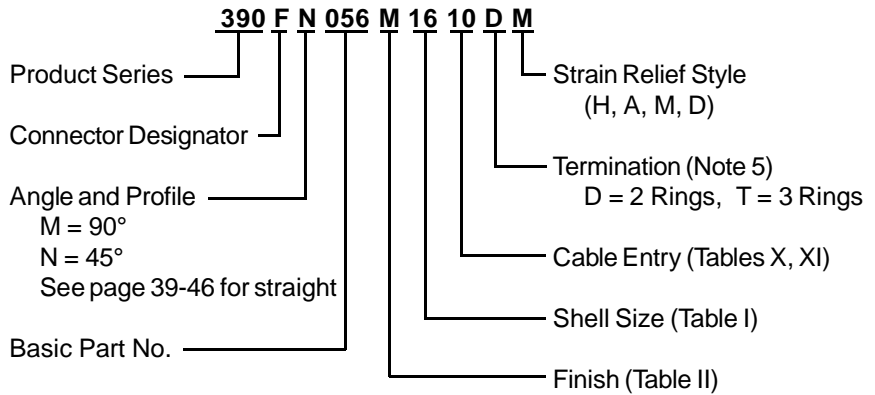 390 F N 056 M 16 10 D M
Product Series
Connector Designator
Angle and Profile
M = 90°
N = 45°
See page 39-46 for straight
Basic Part No.
Strain Relief Style
(H, A, M, D)
Termination (Note 5)
D = 2 Rings, T = 3 Rings
Cable Entry (Tables X, XI)
Shell Size (Table I)
Finish (Table II)